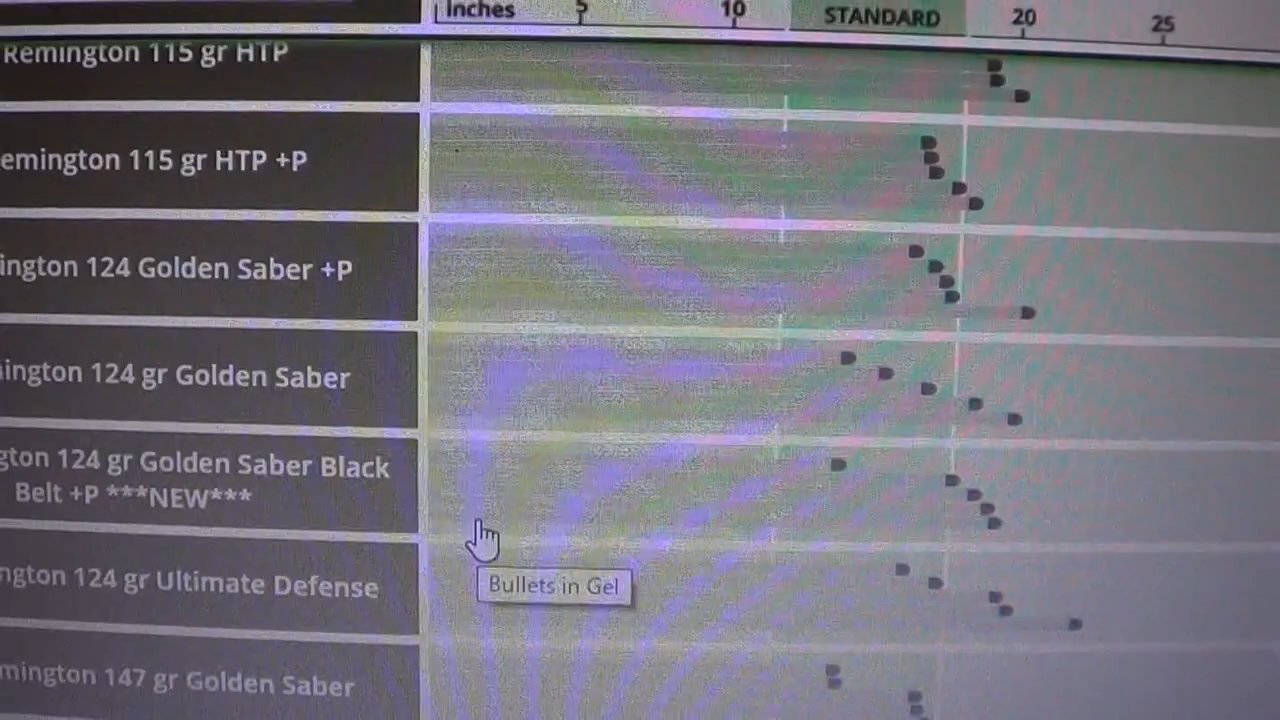 Inches 5 10 STANDARD 20 25
Remington 115 gr HTP
emington 115 gr HTP +P
ington 124 Golden Saber +P
ington 124 gr Golden Saber
gton 124 gr Golden Saber Black
Belt +P ***NEW***
Bullets in Gel
ngton 124 gr Ultimate Defense
mington 147 gr Golden Saber